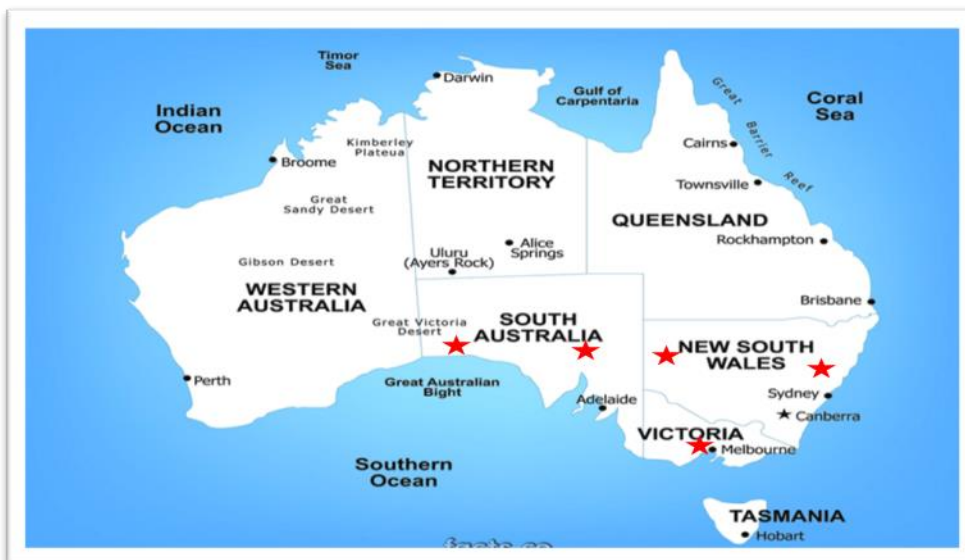 Timor
Sea
Darwin
Gulf of
Carpentaria
Great
Barrier
Reef
Coral
Sea
Indian
Ocean
Kimberley
Plateua
Broome
NORTHERN
TERRITORY
Cairns
Townsville
Great
Sandy Desert
QUEENSLAND
Rockhampton
Alice
Springs
Uluru
(Ayers Rock)
Gibson Desert
WESTERN
AUSTRALIA
Brisbane
Great Victoria
Desert
SOUTH
AUSTRALIA
NEW SOUTH
WALES
Perth
Great Australian
Bight
Adelaide
Sydney
Canberra
VICTORIA
Melbourne
Southern
Ocean
TASMANIA
Hobart